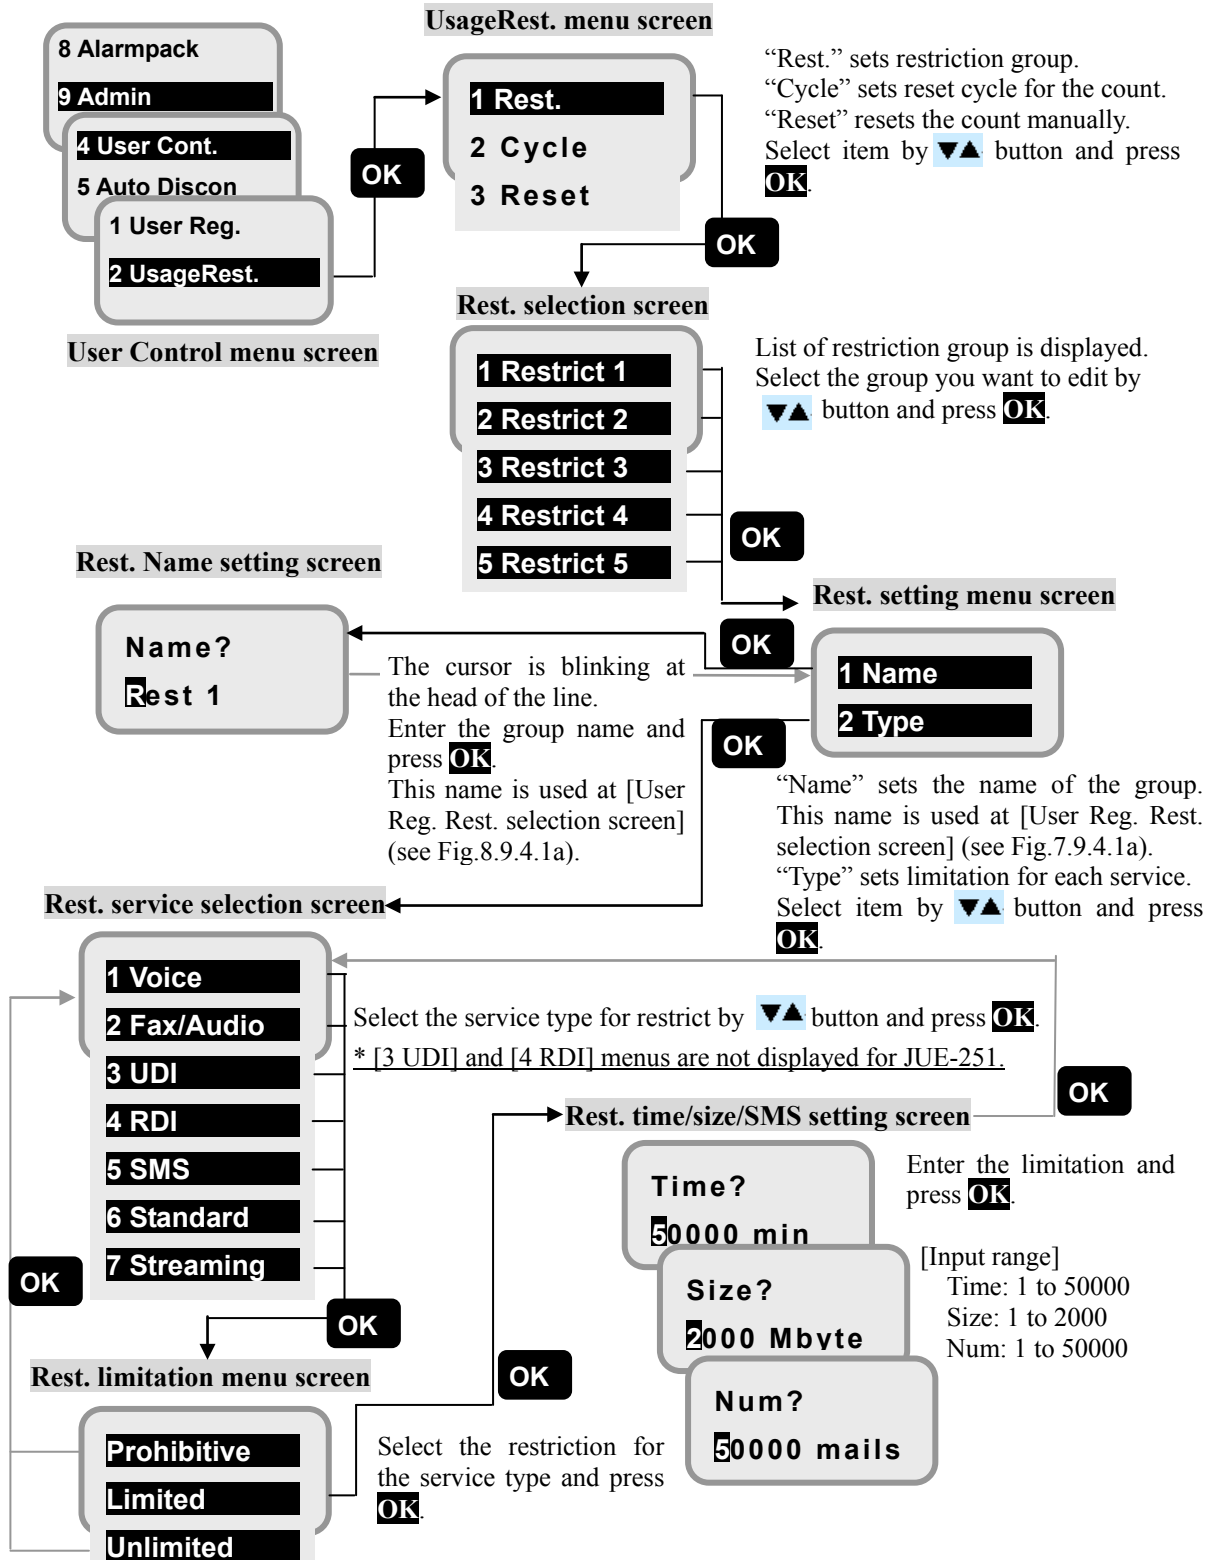 UsageRest. menu screen
8 Alarmpack
9 Admin
4 User Cont.
5 Auto Discon
1 User Reg.
2 UsageRest.
User Control menu screen
OK
1 Rest.
2 Cycle
3 Reset
OK
“Rest.” sets restriction group.
“Cycle” sets reset cycle for the count.
“Reset” resets the count manually.
Select item by ▼▲ button and press
OK.
Rest. selection screen
1 Restrict 1
2 Restrict 2
3 Restrict 3
4 Restrict 4
5 Restrict 5
OK
List of restriction group is displayed.
Select the group you want to edit by
▼▲ button and press OK.
Rest. Name setting screen
Name?
Rest 1
The cursor is blinking at
the head of the line.
Enter the group name and
press OK.
This name is used at [User
Reg. Rest. selection screen]
(see Fig.8.9.4.1a).
Rest. setting menu screen
OK
1 Name
2 Type
OK
“Name” sets the name of the group.
This name is used at [User Reg. Rest.
selection screen] (see Fig.7.9.4.1a).
“Type” sets limitation for each service.
Select item by ▼▲ button and press
OK.
Rest. service selection screen
1 Voice
2 Fax/Audio
3 UDI
4 RDI
5 SMS
6 Standard
7 Streaming
OK
OK
Select the service type for restrict by ▼▲ button and press OK.
* [3 UDI] and [4 RDI] menus are not displayed for JUE-251.
OK
Rest. time/size/SMS setting screen
Time?
50000 min
Size?
2000 Mbyte
Num?
50000 mails
Enter the limitation and
press OK.
[Input range]
Time: 1 to 50000
Size: 1 to 2000
Num: 1 to 50000
Rest. limitation menu screen
Prohibitive
Limited
Unlimited
OK
Select the restriction for
the service type and press
OK.